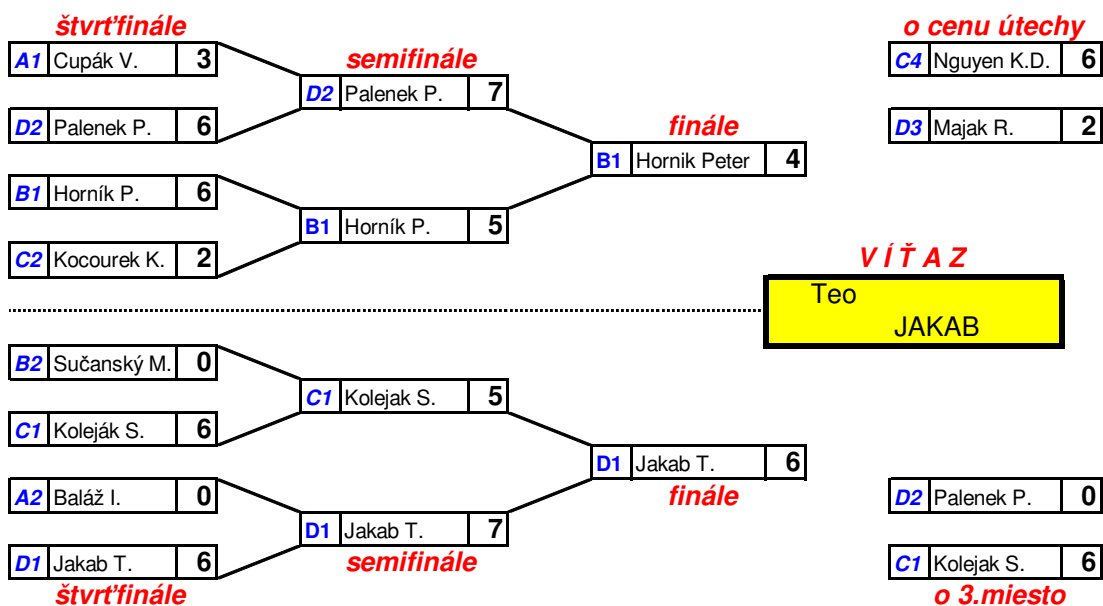 štvrťfinále
o cenu útechy
A1 Cupák V. 3
semifinále
C4 Nguyen K.D. 6
D2 Palenek P. 7
D2 Palenek P. 6
finále
D3 Majak R. 2
B1 Hornik Peter 4
B1 Horník P. 6
B1 Horník P. 5
C2 Kocourek K. 2
VÍŤAZ
Teo
JAKAB
B2 Sučanský M. 0
C1 Kolejak S. 5
C1 Koleják S. 6
D1 Jakab T. 6
A2 Baláž I. 0
finále
D2 Palenek P. 0
D1 Jakab T. 7
D1 Jakab T. 6
semifinále
C1 Kolejak S. 6
štvrťfinále
o 3.miesto